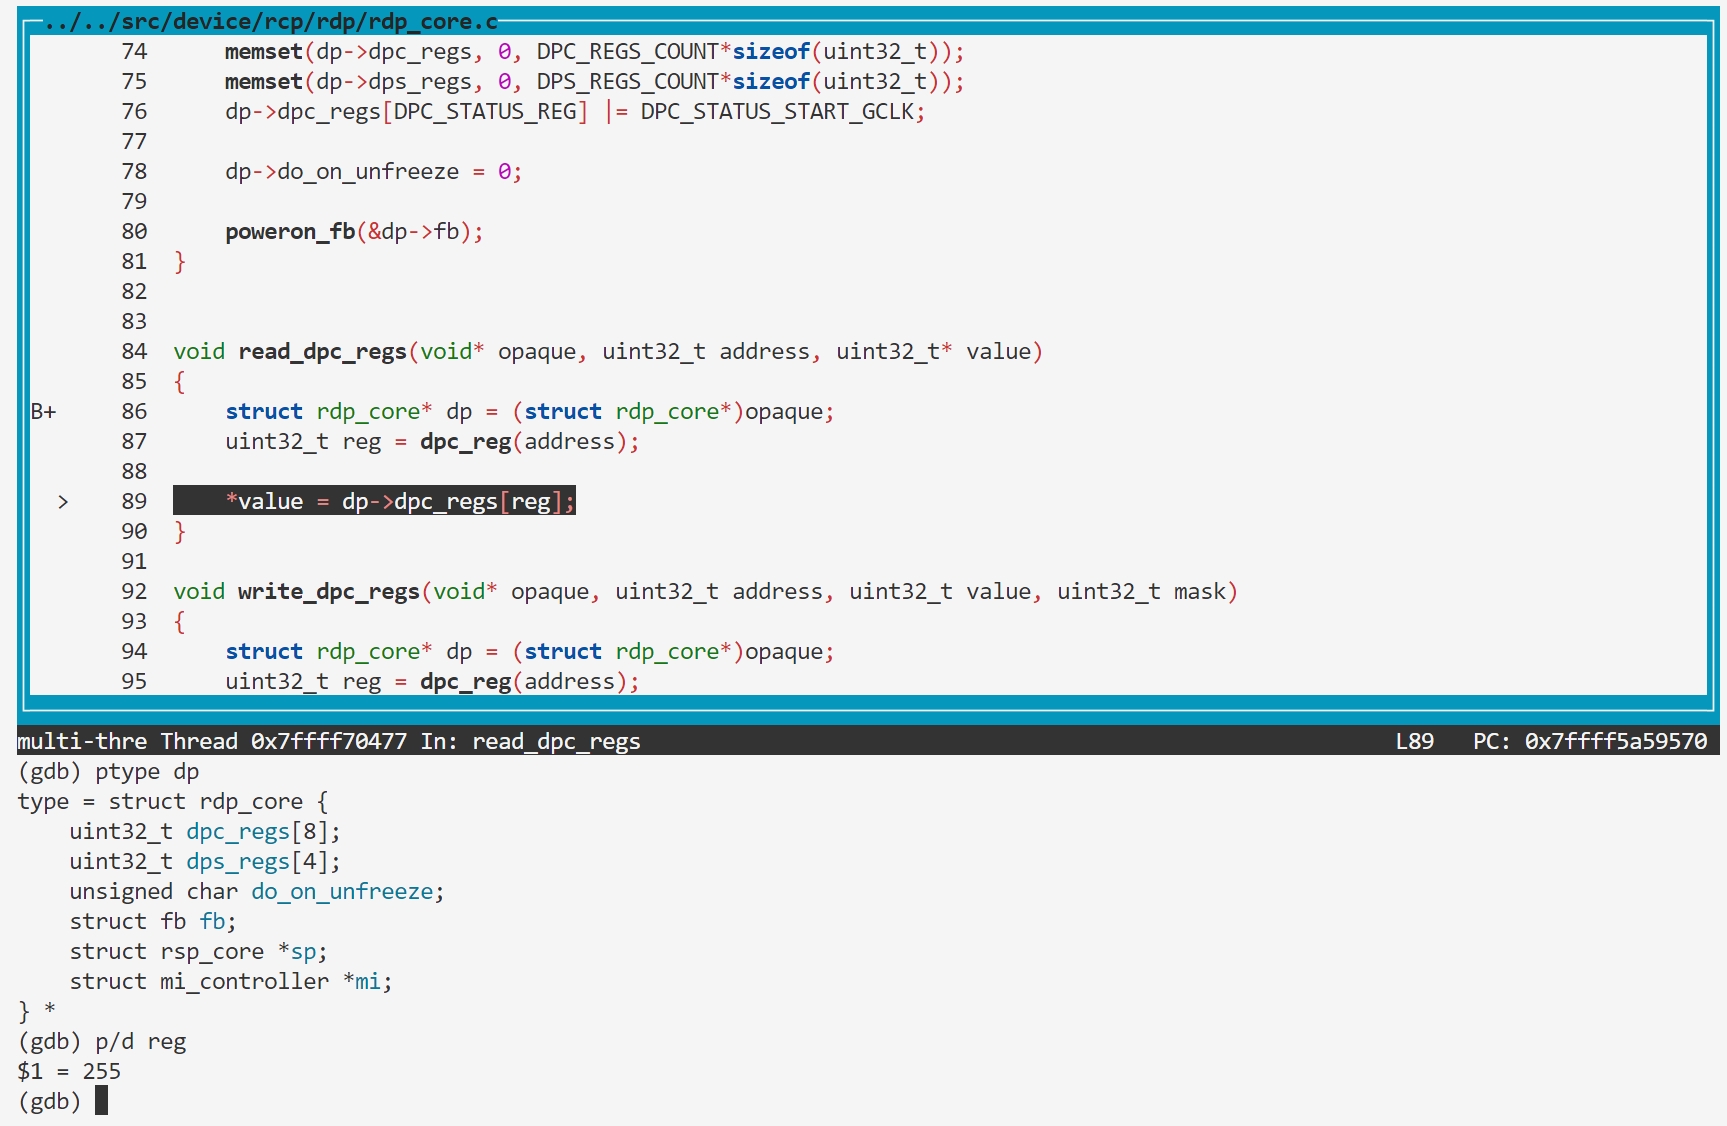 ../../src/device/rcp/rdp/rdp_core.c
74 memset(dp->dpc_regs, 0, DPC_REGS_COUNT*sizeof(uint32_t));
75 memset(dp->dps_regs, 0, DPS_REGS_COUNT*sizeof(uint32_t));
76 dp->dpc_regs[DPC_STATUS_REG] |= DPC_STATUS_START_GCLK;
77
78 dp->do_on_unfreeze = 0;
79
80 poweron_fb(&dp->fb);
81 }
82
83
84 void read_dpc_regs(void* opaque, uint32_t address, uint32_t* value)
85 {
B+ 86 struct rdp_core* dp = (struct rdp_core*)opaque;
87 uint32_t reg = dpc_reg(address);
88
> 89 *value = dp->dpc_regs[reg];
90 }
91
92 void write_dpc_regs(void* opaque, uint32_t address, uint32_t value, uint32_t mask)
93 {
94 struct rdp_core* dp = (struct rdp_core*)opaque;
95 uint32_t reg = dpc_reg(address);
multi-thre Thread 0x7ffff70477 In: read_dpc_regs L89 PC: 0x7ffff5a59570
(gdb) ptype dp
type = struct rdp_core {
uint32_t dpc_regs[8];
uint32_t dps_regs[4];
unsigned char do_on_unfreeze;
struct fb fb;
struct rsp_core *sp;
struct mi_controller *mi;
} *
(gdb) p/d reg
$1 = 255
(gdb)